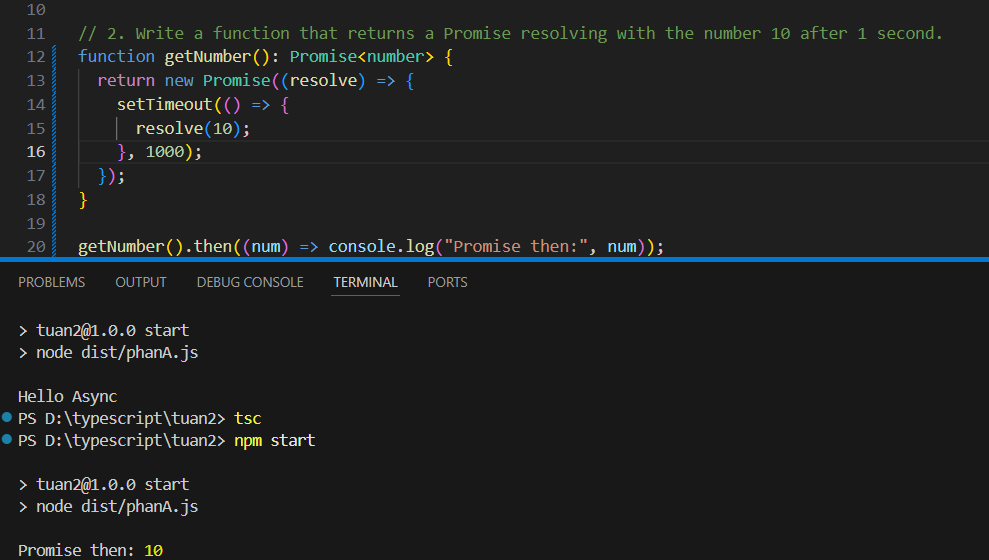 10
11 // 2. Write a function that returns a Promise resolving with the number 10 after 1 second.
12 function getNumber(): Promise<number> {
13   return new Promise((resolve) => {
14     setTimeout(() => {
15       resolve(10);
16     }, 1000);
17   });
18 }
19
20 getNumber().then((num) => console.log("Promise then:", num));
PROBLEMS OUTPUT DEBUG CONSOLE TERMINAL PORTS
> tuan2@1.0.0 start
> node dist/phanA.js
Hello Async
PS D:\typescript\tuan2> tsc
PS D:\typescript\tuan2> npm start
> tuan2@1.0.0 start
> node dist/phanA.js
Promise then: 10